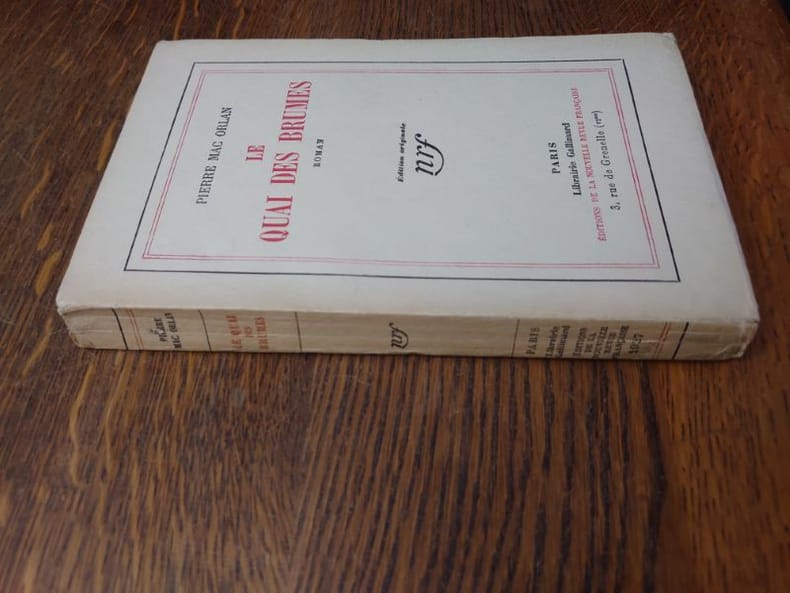 PIERRE MAC ORLAN
LE
QUAI DES BRUMES
ROMAN
Édition originale
nrf
PARIS
Librairie Gallimard
ÉDITIONS DE LA NOUVELLE REVUE FRANÇAISE
3, rue de Grenelle (VIme)
PIERRE
MAC ORLAN
LE QUAI
DES
BRUMES
nrf
PARIS
Librairie
Gallimard
ÉDITIONS
DE LA
NOUVELLE
REVUE
FRANÇAISE
1927